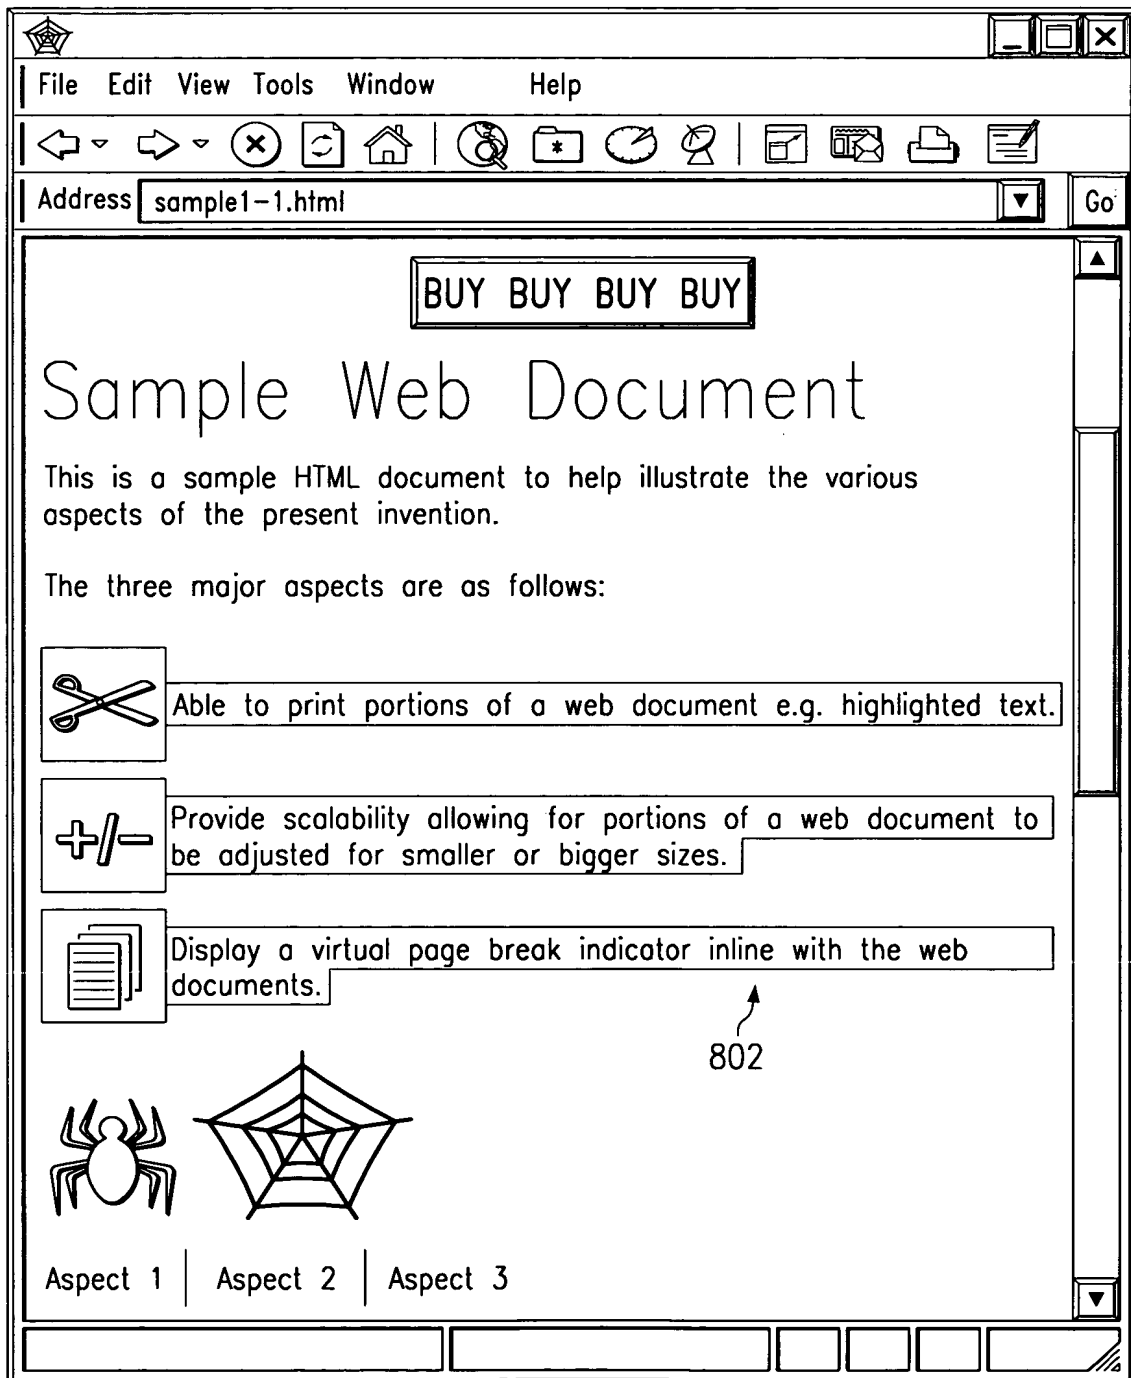 File Edit View Tools Window Help
Address sample1-1.html Go
BUY BUY BUY BUY
Sample Web Document
This is a sample HTML document to help illustrate the various
aspects of the present invention.
The three major aspects are as follows:
Able to print portions of a web document e.g. highlighted text.
+/-
Provide scalability allowing for portions of a web document to
be adjusted for smaller or bigger sizes.
Display a virtual page break indicator inline with the web
documents.
802
Aspect 1 | Aspect 2 | Aspect 3